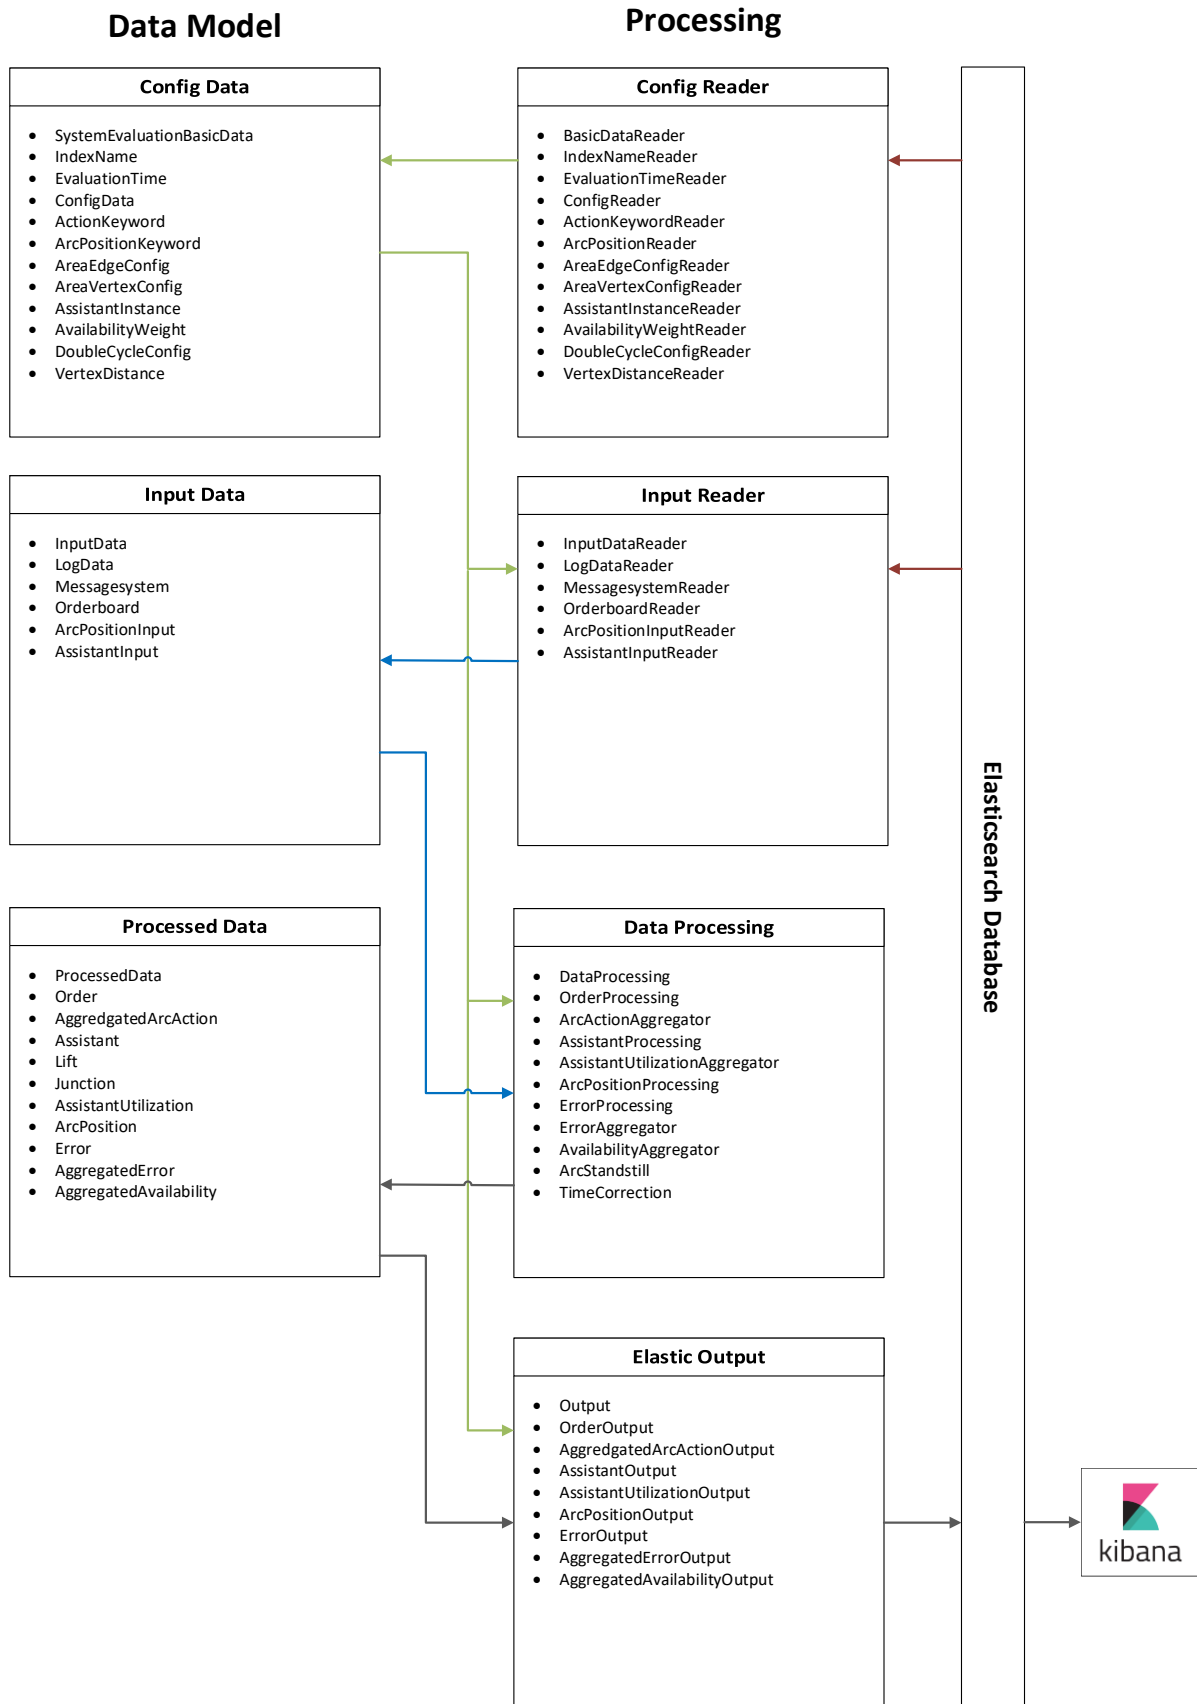 Data Model
Processing
Config Data
• SystemEvaluationBasicData
• IndexName
• EvaluationTime
• ConfigData
• ActionKeyword
• ArcPositionKeyword
• AreaEdgeConfig
• AreaVertexConfig
• AssistantInstance
• AvailabilityWeight
• DoubleCycleConfig
• VertexDistance
Config Reader
• BasicDataReader
• IndexNameReader
• EvaluationTimeReader
• ConfigReader
• ActionKeywordReader
• ArcPositionReader
• AreaEdgeConfigReader
• AreaVertexConfigReader
• AssistantInstanceReader
• AvailabilityWeightReader
• DoubleCycleConfigReader
• VertexDistanceReader
Input Data
• InputData
• LogData
• Messagesystem
• Orderboard
• ArcPositionInput
• AssistantInput
Input Reader
• InputDataReader
• LogDataReader
• MessagesystemReader
• OrderboardReader
• ArcPositionInputReader
• AssistantInputReader
Processed Data
• ProcessedData
• Order
• AggredgatedArcAction
• Assistant
• Lift
• Junction
• AssistantUtilization
• ArcPosition
• Error
• AggregatedError
• AggregatedAvailability
Data Processing
• DataProcessing
• OrderProcessing
• ArcActionAggregator
• AssistantProcessing
• AssistantUtilizationAggregator
• ArcPositionProcessing
• ErrorProcessing
• ErrorAggregator
• AvailabilityAggregator
• ArcStandstill
• TimeCorrection
Elastic Output
• Output
• OrderOutput
• AggredgatedArcActionOutput
• AssistantOutput
• AssistantUtilizationOutput
• ArcPositionOutput
• ErrorOutput
• AggregatedErrorOutput
• AggregatedAvailabilityOutput
Elasticsearch Database
kibana